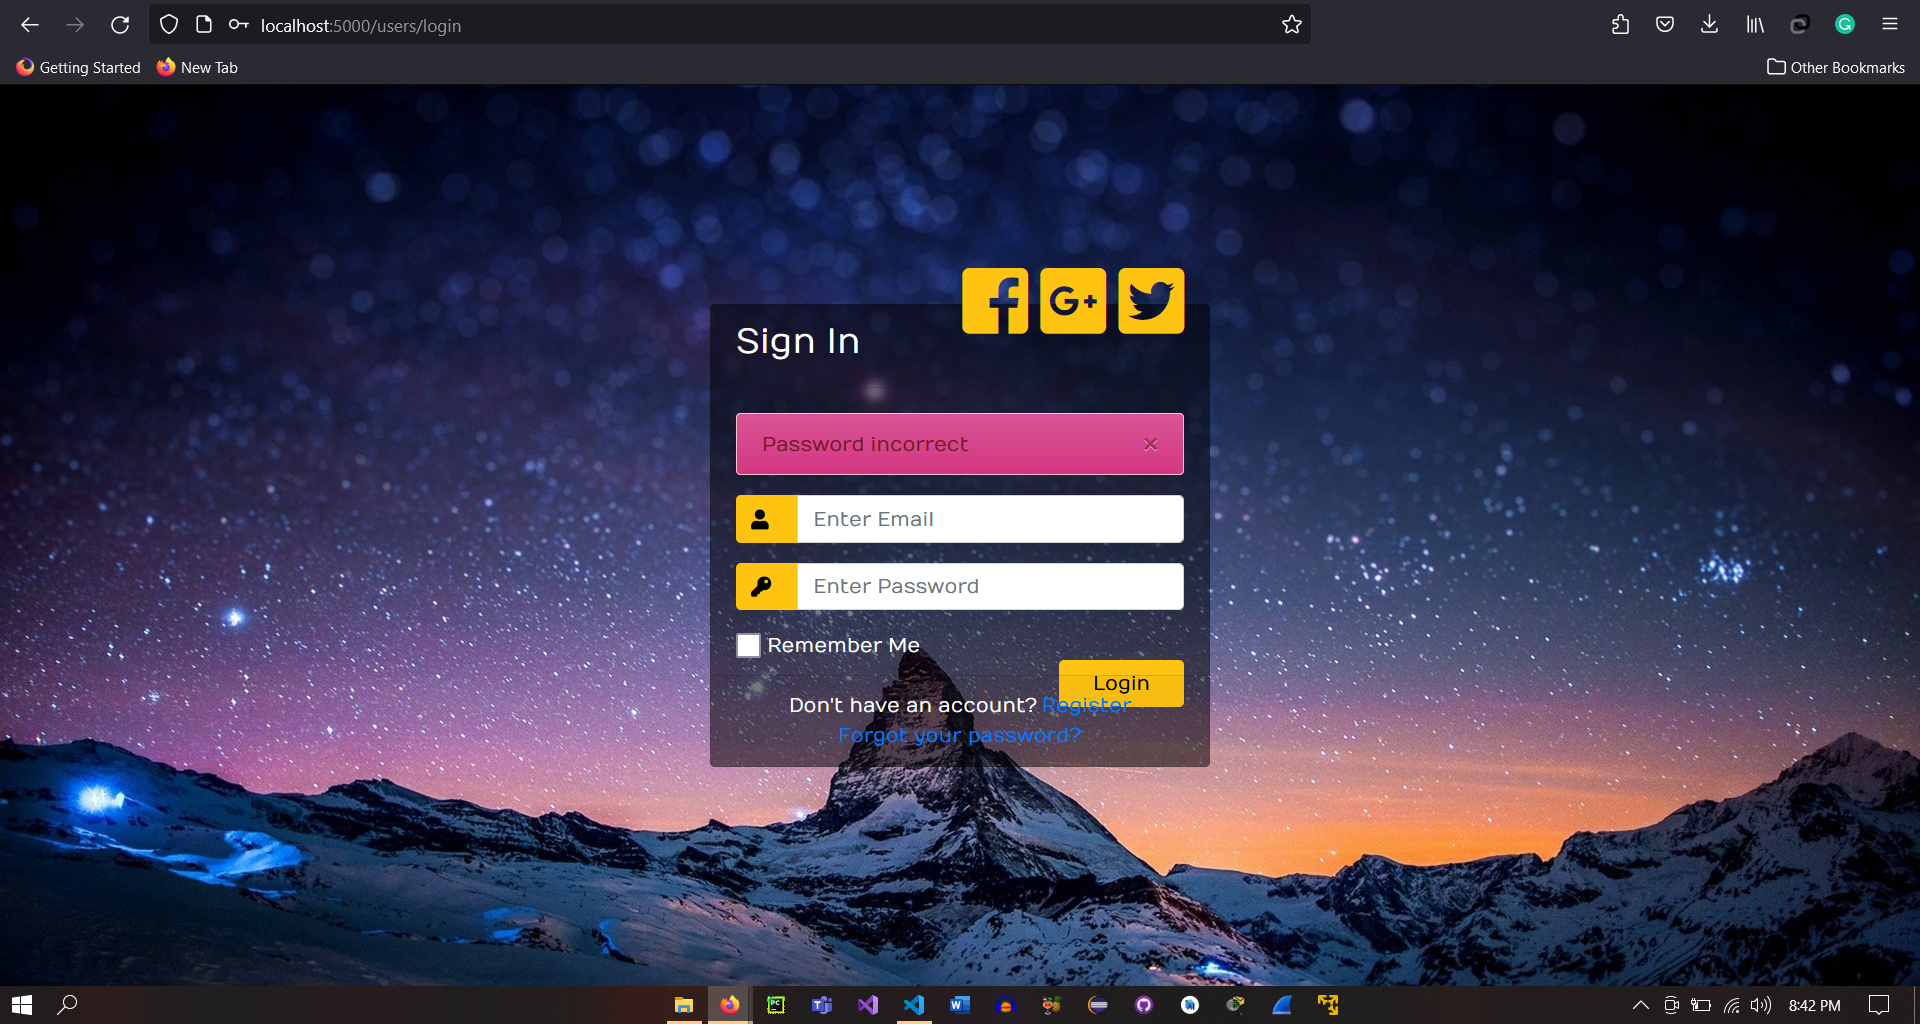 localhost:5000/users/login
Getting Started
New Tab
Other Bookmarks
Sign In
Password incorrect
Enter Email
Enter Password
Remember Me
Login
Don't have an account? Register
Forgot your password?
8:42 PM